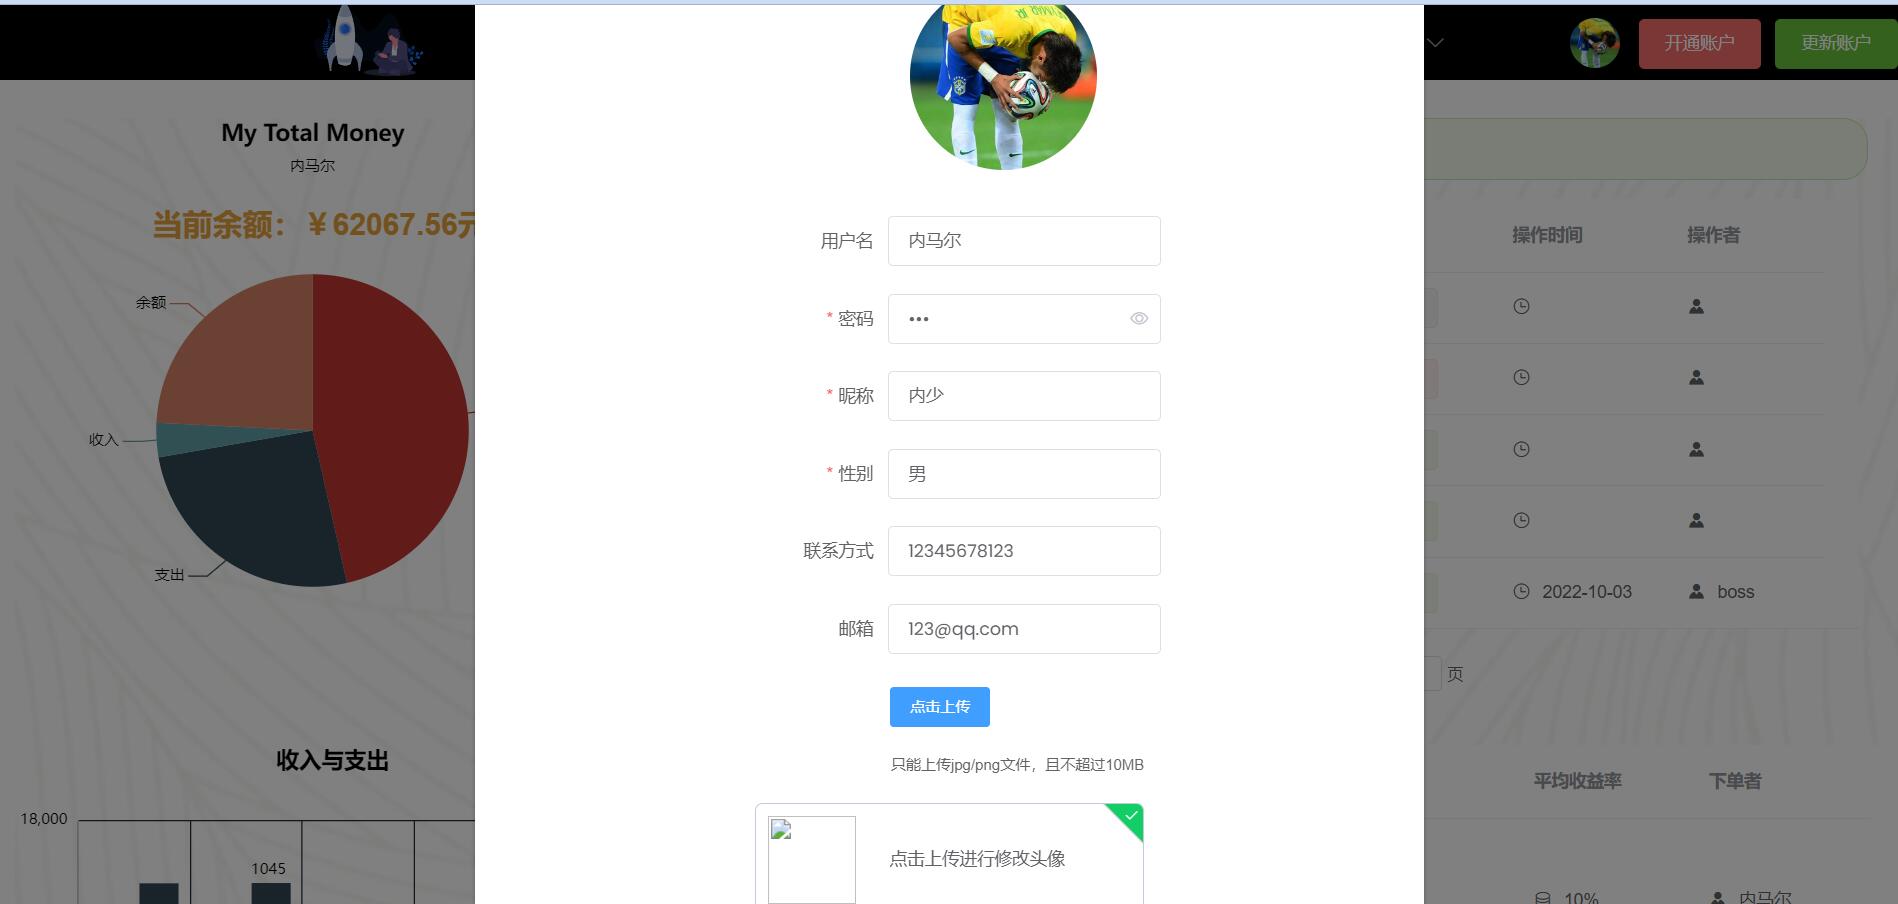 开通账户
更新账户
My Total Money
内马尔
当前余额：￥62067.56元
余额
收入
支出
收入与支出
18,000
1045
用户名
内马尔
* 密码
•••
* 昵称
内少
* 性别
男
联系方式
12345678123
邮箱
123@qq.com
点击上传
只能上传jpg/png文件，且不超过10MB
点击上传进行修改头像
操作时间
操作者
2022-10-03
boss
页
平均收益率
下单者
10%
内马尔